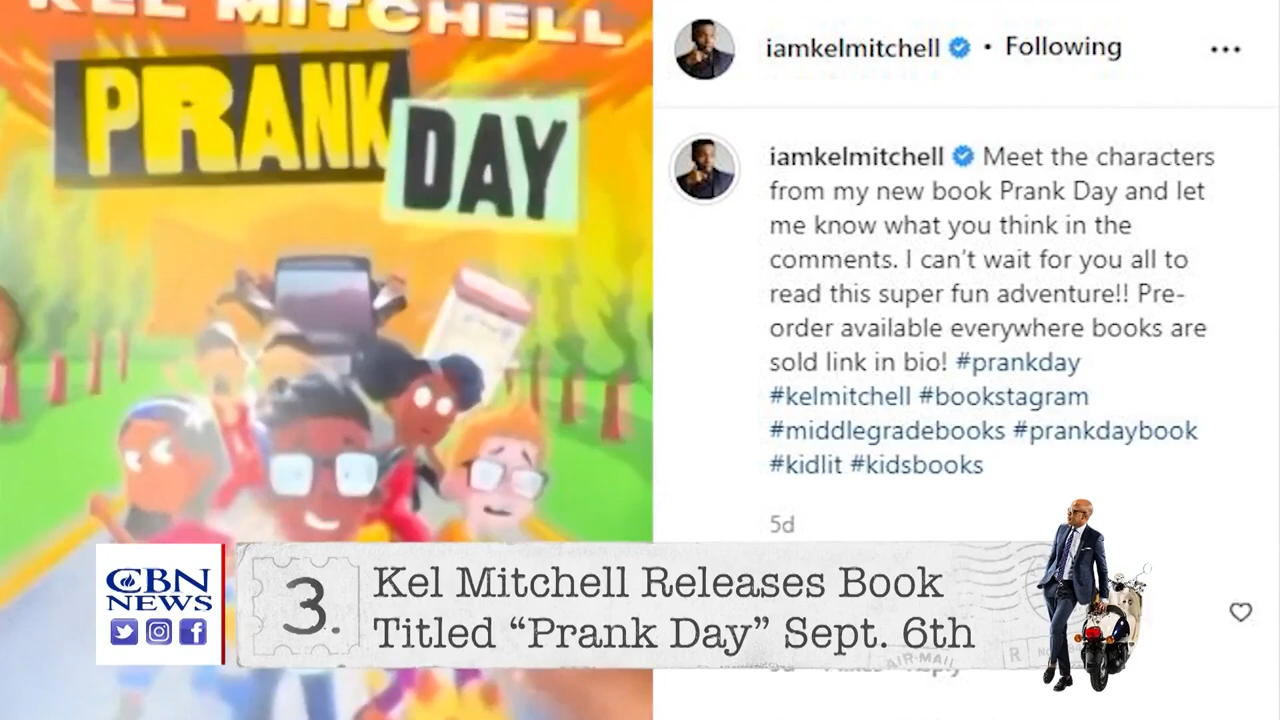 KEL MITCHELL
PRANK
DAY
iamkelmitchell • Following
iamkelmitchell Meet the characters
from my new book Prank Day and let
me know what you think in the
comments. I can't wait for you all to
read this super fun adventure!! Pre-
order available everywhere books are
sold link in bio! #prankday
#kelmitchell #bookstagram
#middlegradebooks #prankdaybook
#kidlit #kidsbooks
5d
CBN
NEWS
3.
Kel Mitchell Releases Book
Titled “Prank Day” Sept. 6th
AIR-MAIL
R